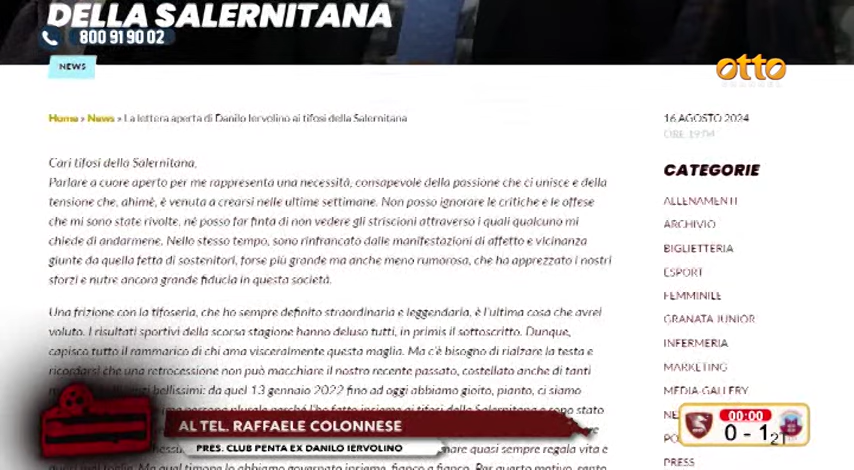 DELLA SALERNITANA
800 91 90 02
NEWS
otto
CHANNEL
Home » News » La lettera aperta di Danilo Iervolino ai tifosi della Salernitana
16 AGOSTO 2024
ORE 19:04
Cari tifosi della Salernitana,
Parlare a cuore aperto per me rappresenta una necessità, consapevole della passione che ci unisce e della
tensione che, ahimè, è venuta a crearsi nelle ultime settimane. Non posso ignorare le critiche e le offese
che mi sono state rivolte, né posso far finta di non vedere gli striscioni attraverso i quali qualcuno mi
chiede di andarmene. Nello stesso tempo, sono rinfrancato dalle manifestazioni di affetto e vicinanza
giunte da quella fetta di sostenitori, forse più grande ma anche meno rumorosa, che ha apprezzato i nostri
sforzi e nutre ancora grande fiducia in questa società.
Una frizione con la tifoseria, che ho sempre definito straordinaria e leggendaria, è l'ultima cosa che avrei
voluto. I risultati sportivi della scorsa stagione hanno deluso tutti, in primis il sottoscritto. Dunque,
capisco tutto il rammarico di chi ama visceralmente questa maglia. Ma c'è bisogno di rialzare la testa e
ricordarsi che una retrocessione non può macchiare il nostro recente passato, costellato anche di tanti
bellissimi: da quel 13 gennaio 2022 fino ad oggi abbiamo gioito, pianto, ci siamo
stato
mare quasi sempre regala vita e
CATEGORIE
ALLENAMENTI
ARCHIVIO
BIGLIETTERIA
ESPORT
FEMMINILE
GRANATA JUNIOR
INFERMERIA
MARKETING
MEDIA GALLERY
PRESS
AL TEL. RAFFAELE COLONNESE
PRES. CLUB PENTA EX DANILO IERVOLINO
00:00
0 - 1
21'